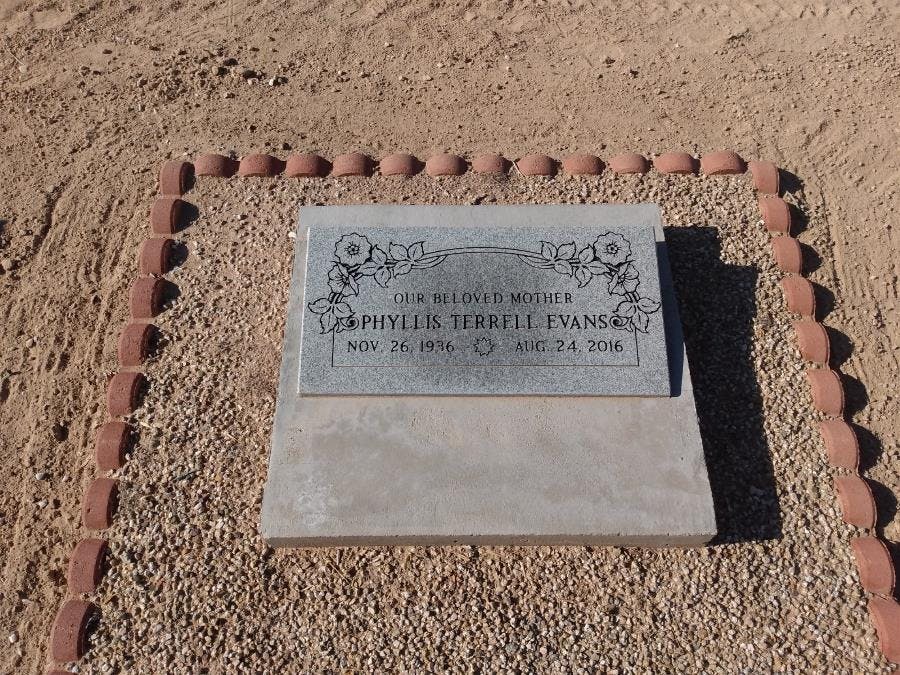 OUR BELOVED MOTHER
PHYLLIS TERRELL EVANS
NOV. 26, 1936 AUG. 24, 2016